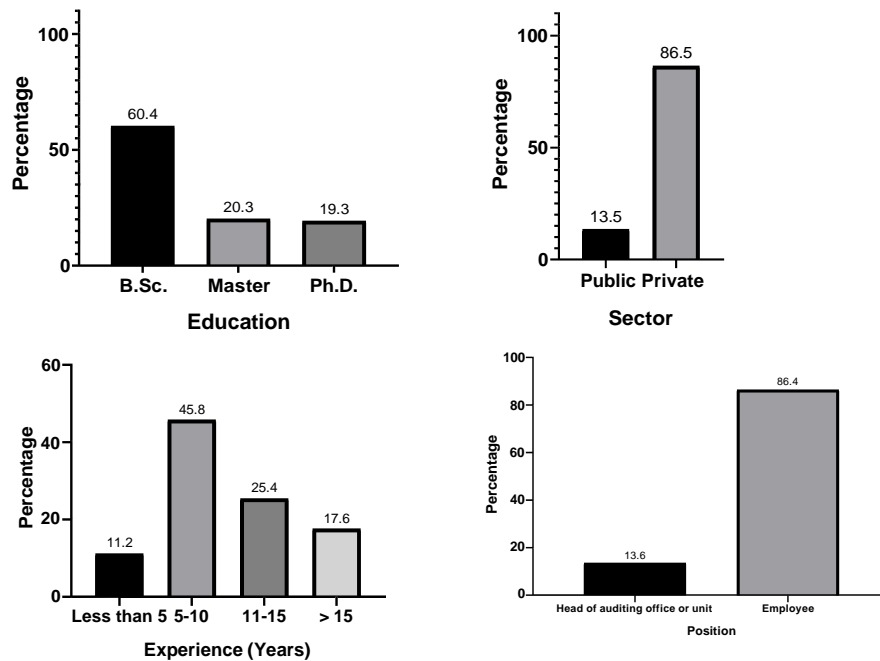 Percentage
100
50
0
60.4
20.3
19.3
B.Sc. Master Ph.D.
Education
Percentage
100
50
0
13.5
86.5
Public Private
Sector
Percentage
60
40
20
0
11.2
45.8
25.4
17.6
Less than 5 5-10 11-15 > 15
Experience (Years)
Percentage
100
80
60
40
20
0
13.6
86.4
Head of auditing office or unit Employee
Position